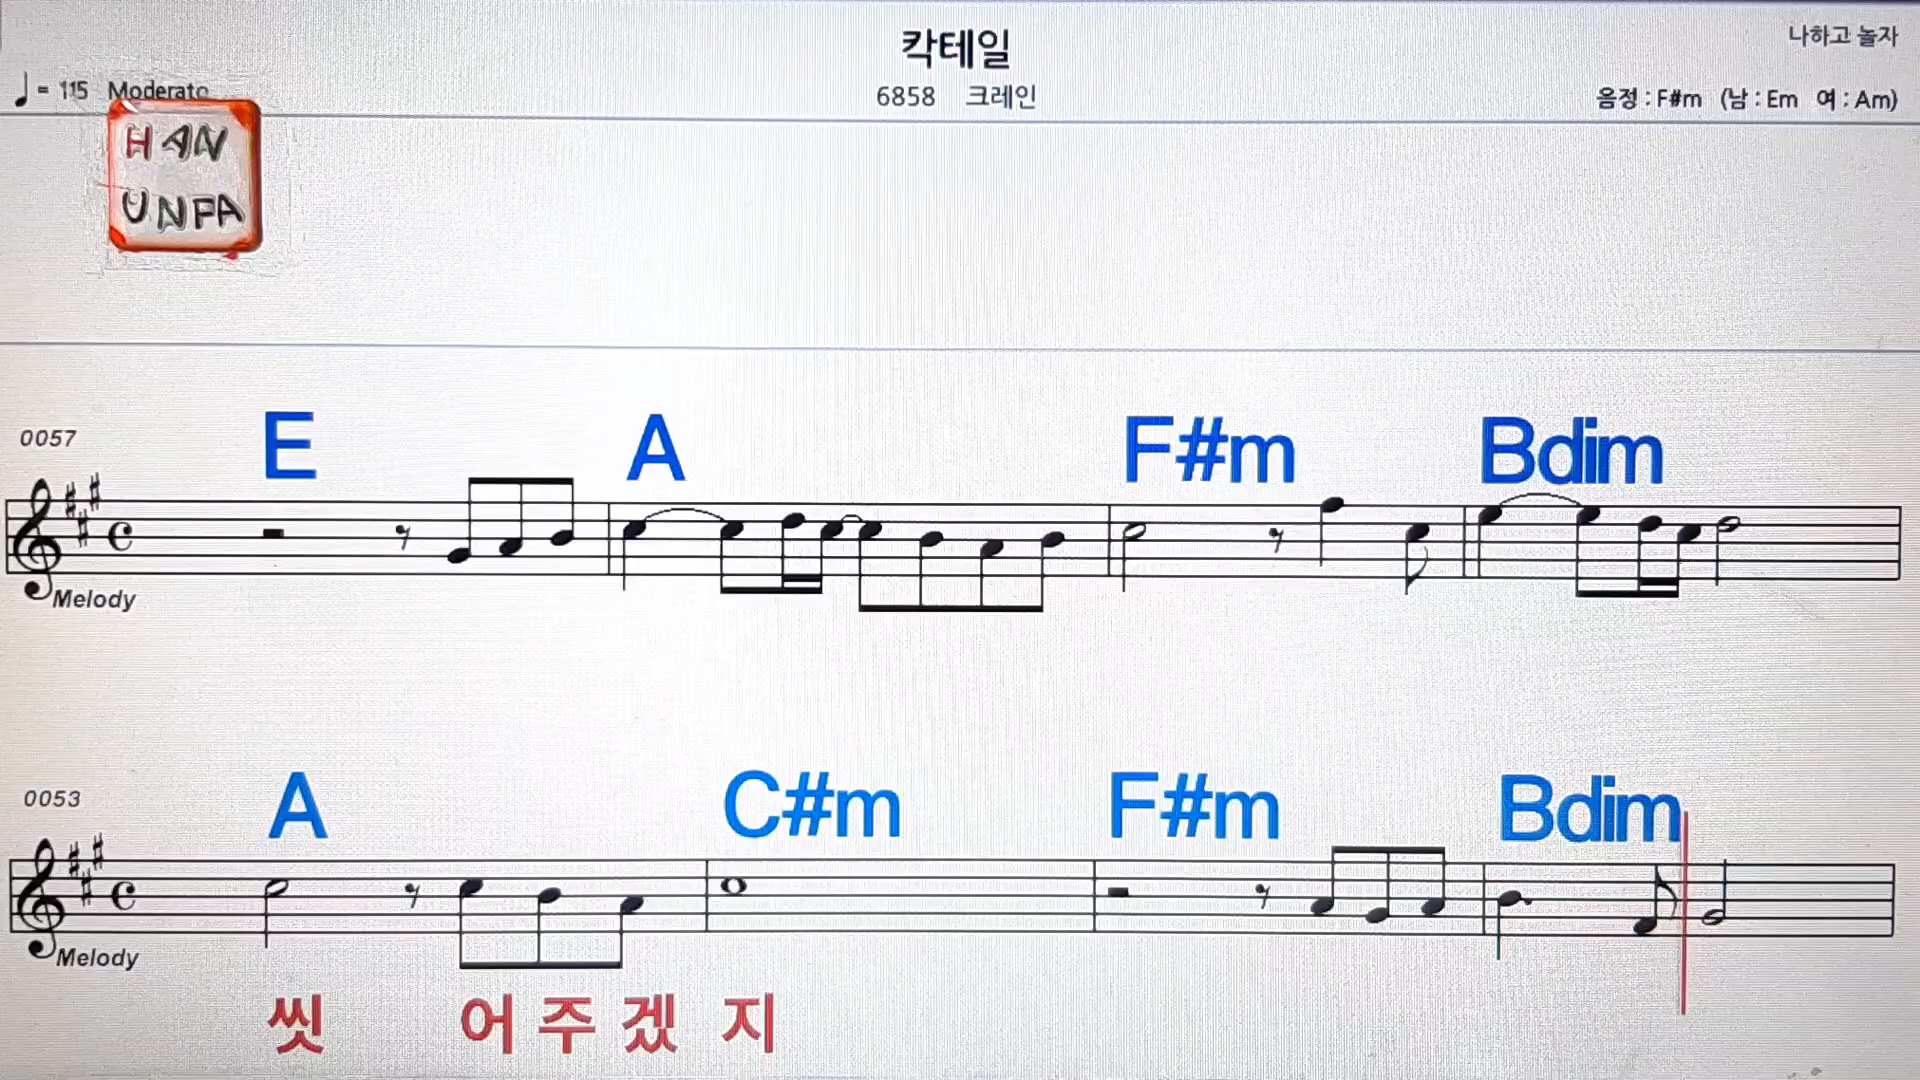 칵테일
나하고 놀자
♩= 115 Moderato
6858 크레인
음정 : F#m (남 : Em 여 : Am)
HAN
UNFA
E A F#m Bdim
0057
Melody
A C#m F#m Bdim
0053
Melody
씻 어 주 겠 지